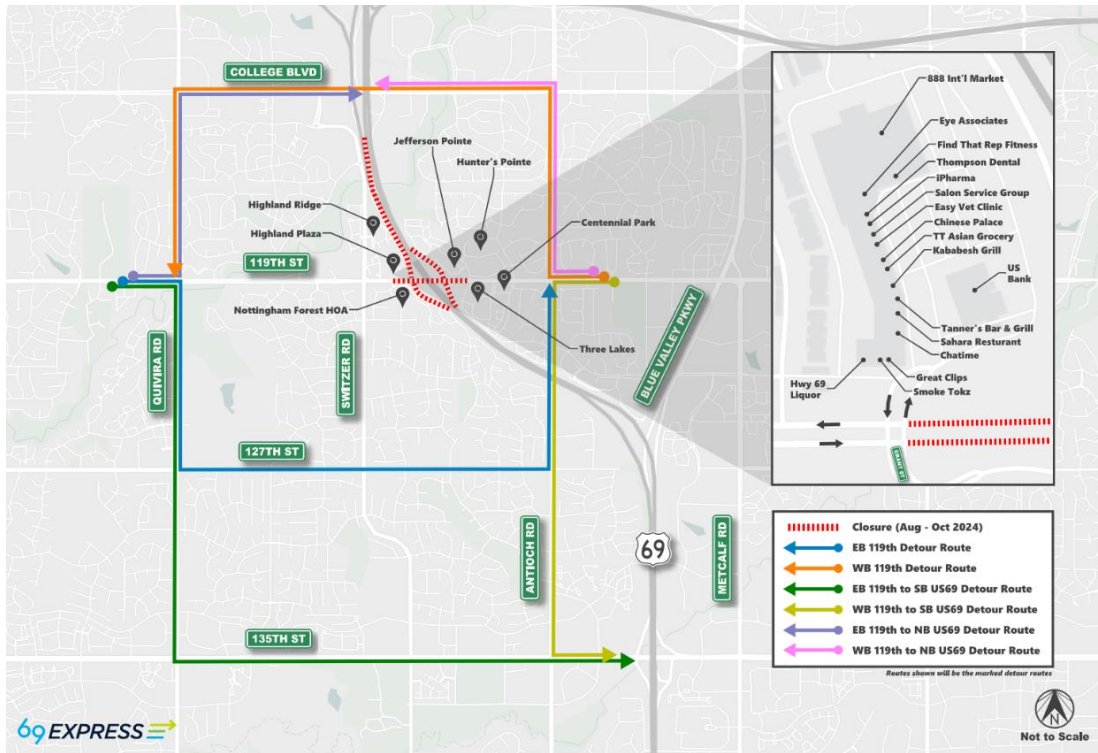 COLLEGE BLVD
Jefferson Pointe
Hunter's Pointe
Highland Ridge
Highland Plaza
Centennial Park
119TH ST
Nottingham Forest HOA
Three Lakes
QUIVIRA RD
SWITZER RD
BLUE VALLEY PKWY
127TH ST
ANTIOCH RD
69
METCALF RD
135TH ST
888 Int'l Market
Eye Associates
Find That Rep Fitness
Thompson Dental
iPharma
Salon Service Group
Easy Vet Clinic
Chinese Palace
TT Asian Grocery
Kababesh Grill
US
Bank
Tanner's Bar & Grill
Sahara Resturant
Chatime
Great Clips
Hwy 69
Liquor
Smoke Tokz
GRANT ST
Closure (Aug - Oct 2024)
EB 119th Detour Route
WB 119th Detour Route
EB 119th to SB US69 Detour Route
WB 119th to SB US69 Detour Route
EB 119th to NB US69 Detour Route
WB 119th to NB US69 Detour Route
Routes shown will be the marked detour routes
69 EXPRESS
N
Not to Scale